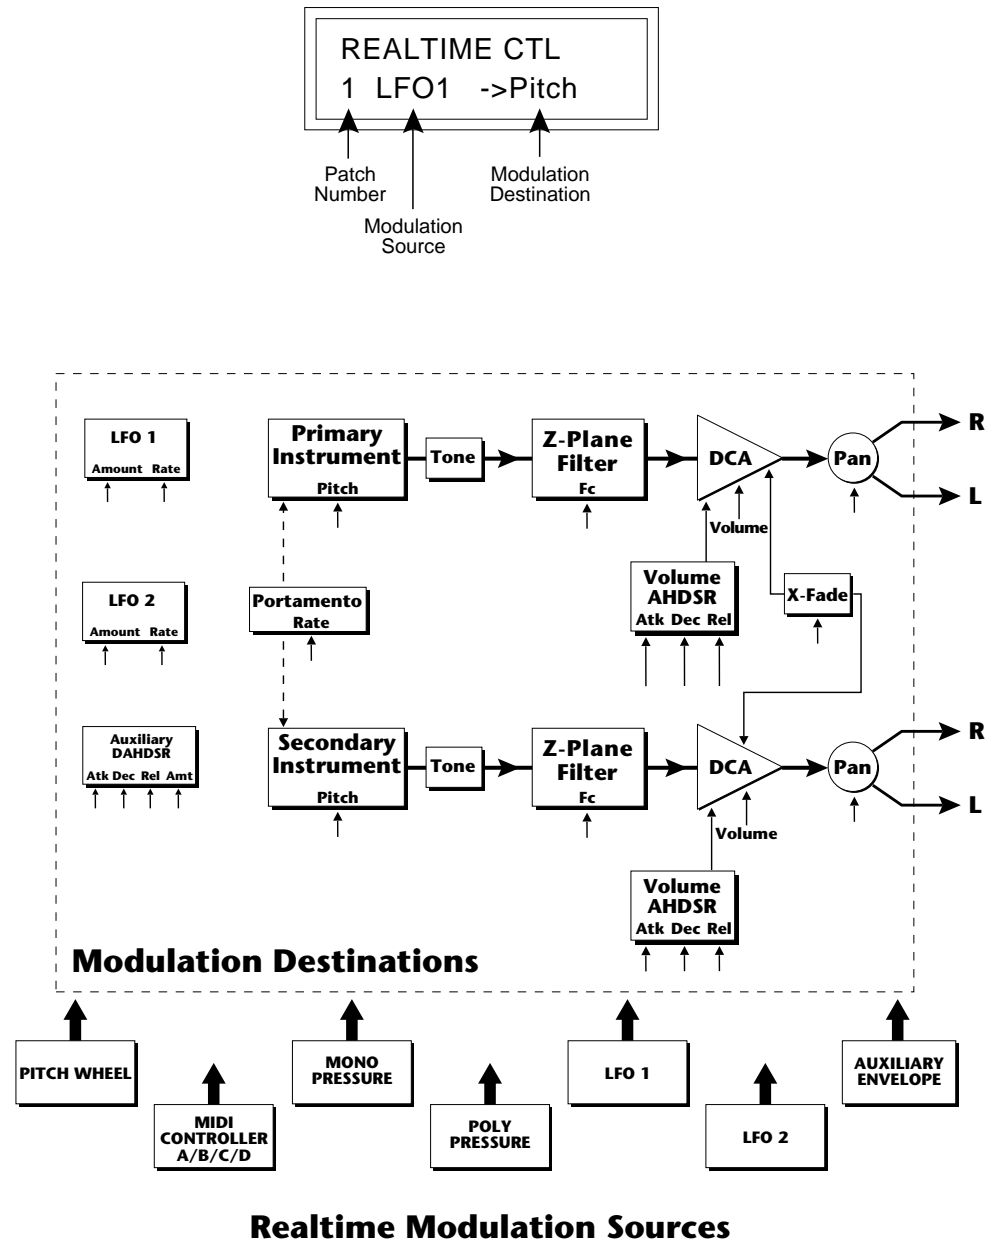 REALTIME CTL
1 LFO1 ->Pitch
Patch
Number
Modulation
Source
Modulation
Destination
LFO 1
Amount Rate
Primary
Instrument
Pitch
Tone
Z-Plane
Filter
Fc
DCA
Volume
Pan
R
L
LFO 2
Amount Rate
Portamento
Rate
Volume
AHDSR
Atk Dec Rel
X-Fade
Auxiliary
DAHDSR
Atk Dec Rel Amt
Secondary
Instrument
Pitch
Tone
Z-Plane
Filter
Fc
DCA
Volume
Pan
R
L
Volume
AHDSR
Atk Dec Rel
Modulation Destinations
PITCH WHEEL
MIDI
CONTROLLER
A/B/C/D
MONO
PRESSURE
POLY
PRESSURE
LFO 1
LFO 2
AUXILIARY
ENVELOPE
Realtime Modulation Sources